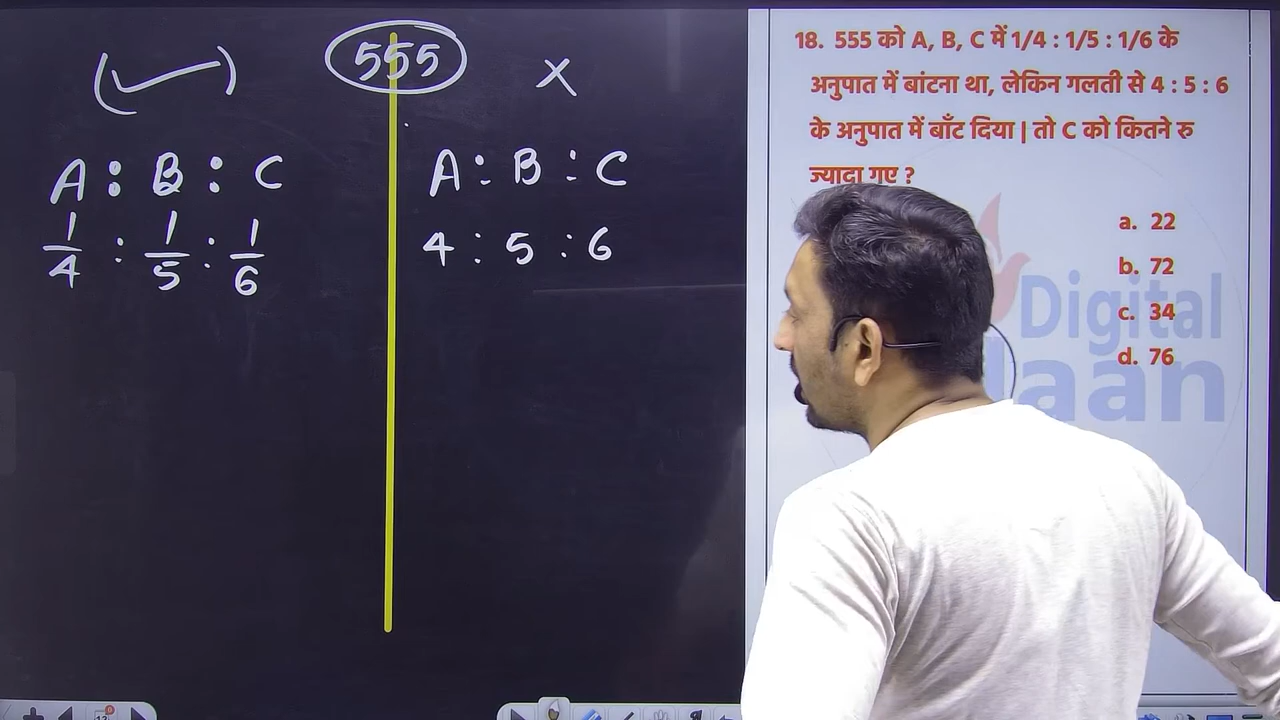 555
✓ x
A : B : C
1/4 : 1/5 : 1/6
A : B : C
4 : 5 : 6
18. 555 को A, B, C में 1/4 : 1/5 : 1/6 के
अनुपात में बांटना था, लेकिन गलती से 4 : 5 : 6
के अनुपात में बाँट दिया | तो C को कितने रु
ज्यादा गए ?
a. 22
b. 72
c. 34
d. 76
Digital